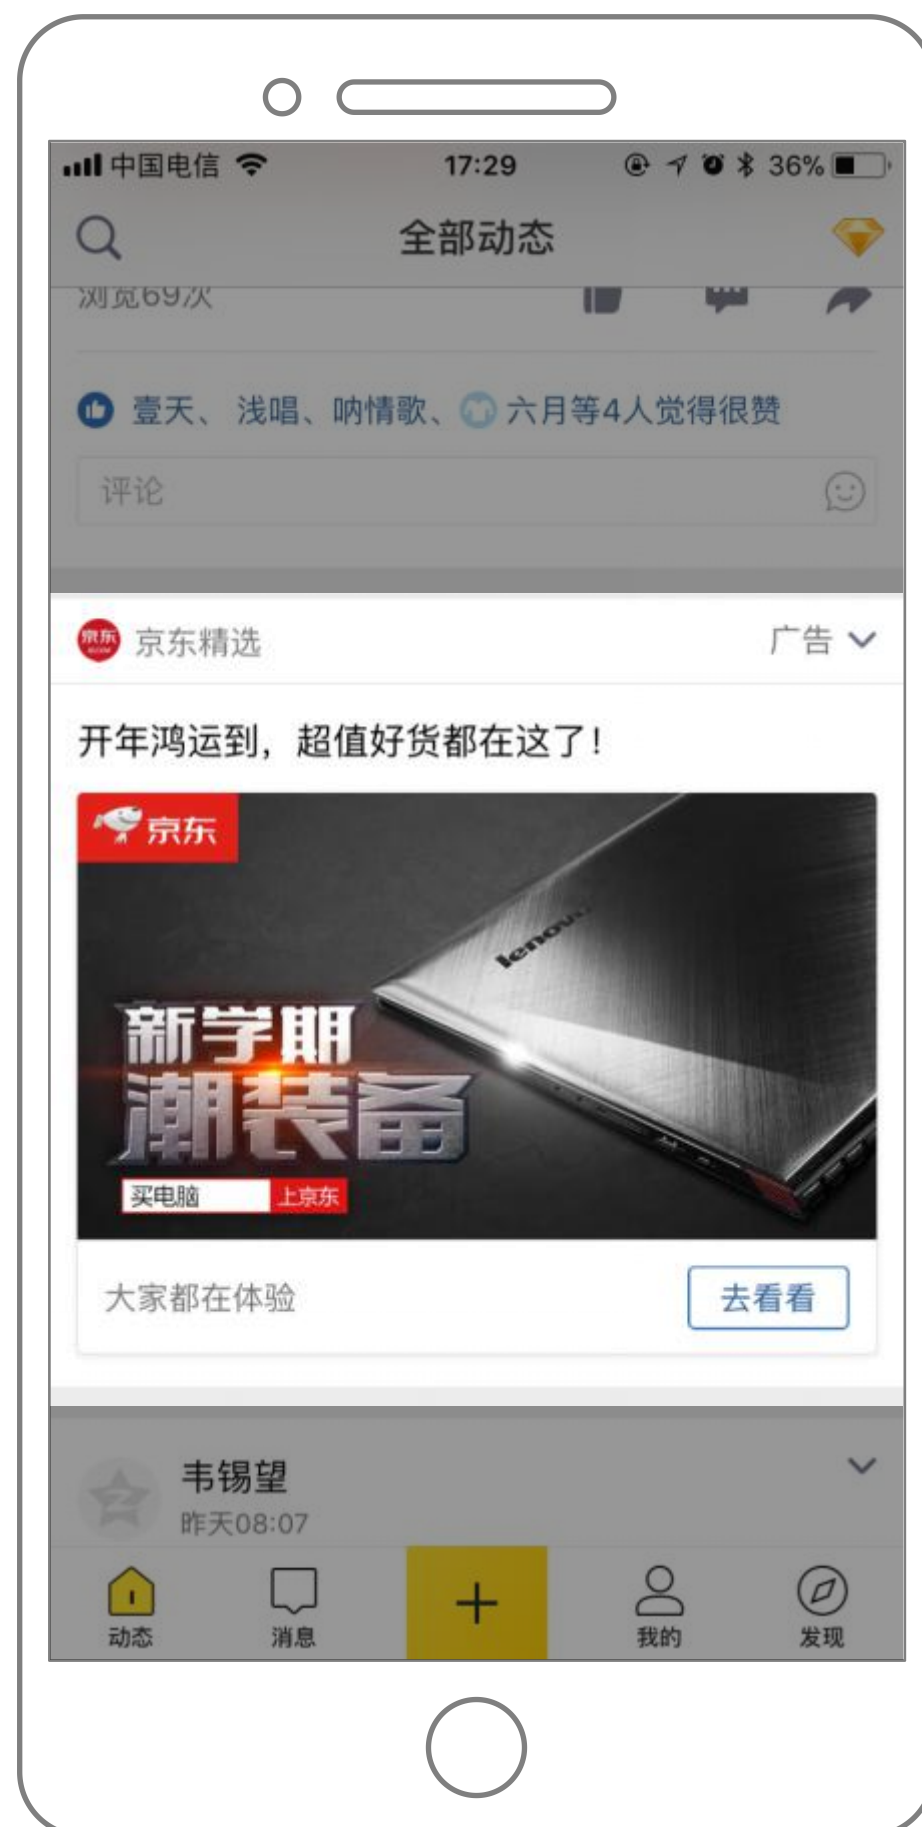 中国电信 17:29 36%
全部动态
浏览69次
壹天、 浅唱、呐情歌、 六月等4人觉得很赞
评论
京东 京东精选 广告
开年鸿运到，超值好货都在这了！
京东
lenovo
新学期
潮装备
买电脑 上京东
大家都在体验 去看看
韦锡望
昨天08:07
动态 消息 + 我的 发现